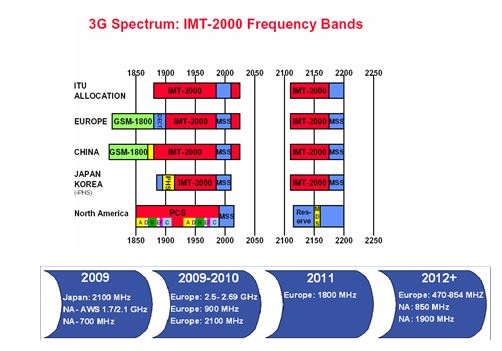 3G Spectrum: IMT-2000 Frequency Bands
1850 1900 1950 2000 2050 2100 2150 2200 2250
ITU
ALLOCATION
IMT-2000 IMT-2000
EUROPE GSM-1800 DECT IMT-2000 MSS IMT-2000 MSS
CHINA GSM-1800 IMT-2000 MSS IMT-2000 MSS
JAPAN
KOREA
(-PHS)
PHS IMT-2000 MSS IMT-2000 MSS
North America PCS MSS
A D B E F C A D B E F C
Res-
erve
MDS
1850 1900 1950 2000 2050 2100 2150 2200 2250
2009
Japan: 2100 MHz
NA- AWS 1.7/2.1 GHz
NA- 700 MHz
2009-2010
Europe: 2.5- 2.69 GHz
Europe: 900 MHz
Europe: 2100 MHz
2011
Europe: 1800 MHz
2012+
Europe: 470-854 MHZ
NA: 850 MHz
NA: 1900 MHz